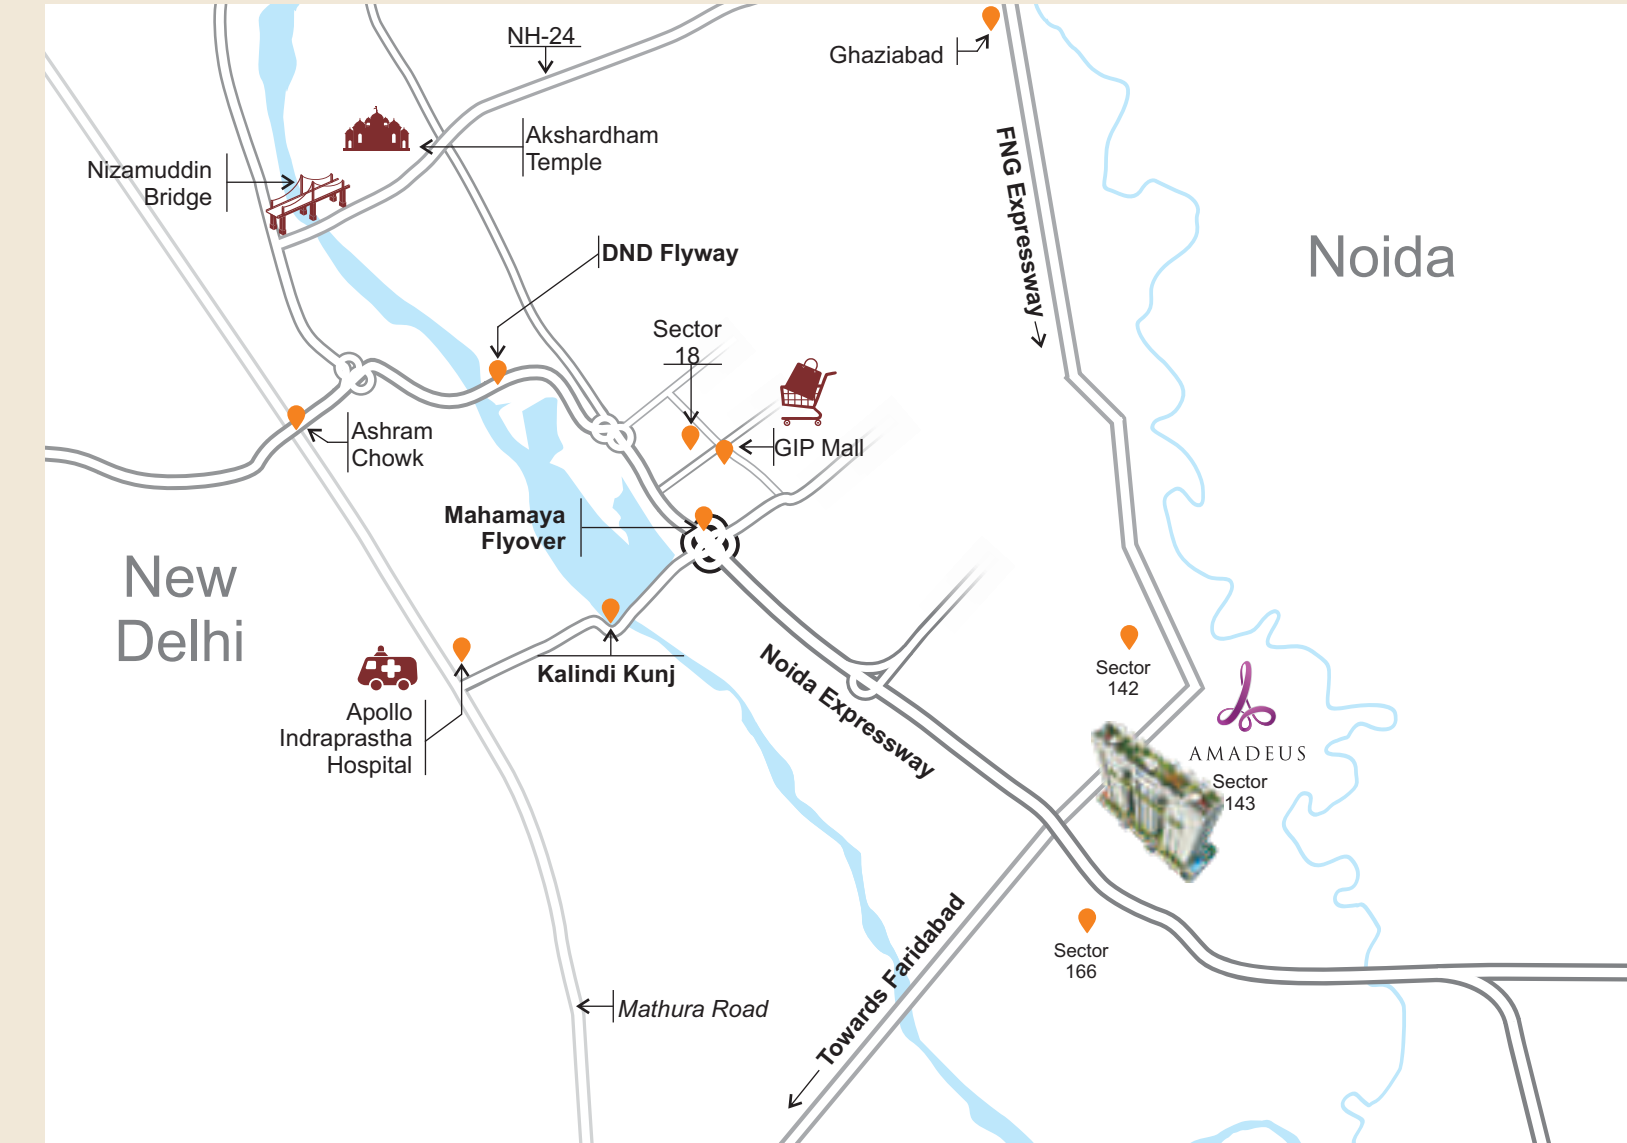 NH-24
Ghaziabad
Akshardham
Temple
Nizamuddin
Bridge
FNG Expressway
Noida
DND Flyway
Sector
18
Ashram
Chowk
GIP Mall
Mahamaya
Flyover
New
Delhi
Kalindi Kunj
Noida Expressway
Sector
142
Apollo
Indraprastha
Hospital
AMADEUS
Sector
143
Towards Faridabad
Sector
166
Mathura Road